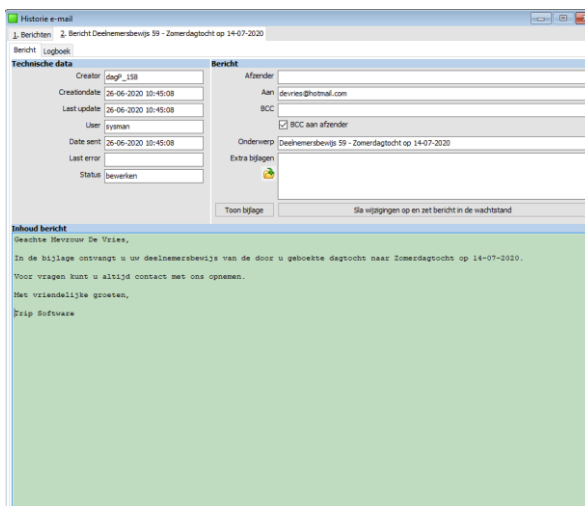 Historie e-mail
1. Berichten 2. Bericht Deelnemersbewijs 59 - Zomerdagtocht op 14-07-2020
Bericht Logboek
Technische data
Creator dagP_158
Creationdate 26-06-2020 10:45:08
Last update 26-06-2020 10:45:08
User sysman
Date sent 26-06-2020 10:45:08
Last error
Status bewerken
Bericht
Afzender
Aan devries@hotmail.com
BCC
BCC aan afzender
Onderwerp Deelnemersbewijs 59 - Zomerdagtocht op 14-07-2020
Extra bijlagen
Toon bijlage Sla wijzigingen op en zet bericht in de wachtstand
Inhoud bericht
Geachte Mevrouw De Vries,
In de bijlage ontvangt u uw deelnemersbewijs van de door u geboekte dagtocht naar Zomerdagtocht op 14-07-2020.
Voor vragen kunt u altijd contact met ons opnemen.
Met vriendelijke groeten,
Trip Software